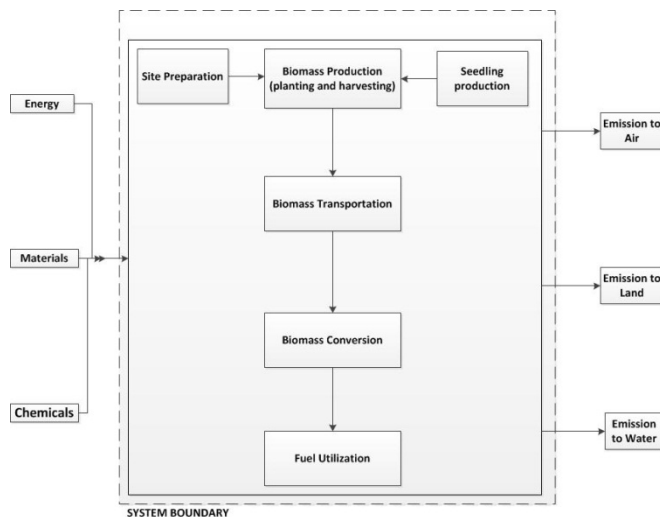 Site Preparation
Biomass Production
(planting and harvesting)
Seedling
production
Energy
Emission to
Air
Biomass Transportation
Materials
Emission to
Land
Biomass Conversion
Chemicals
Emission
to Water
Fuel Utilization
SYSTEM BOUNDARY